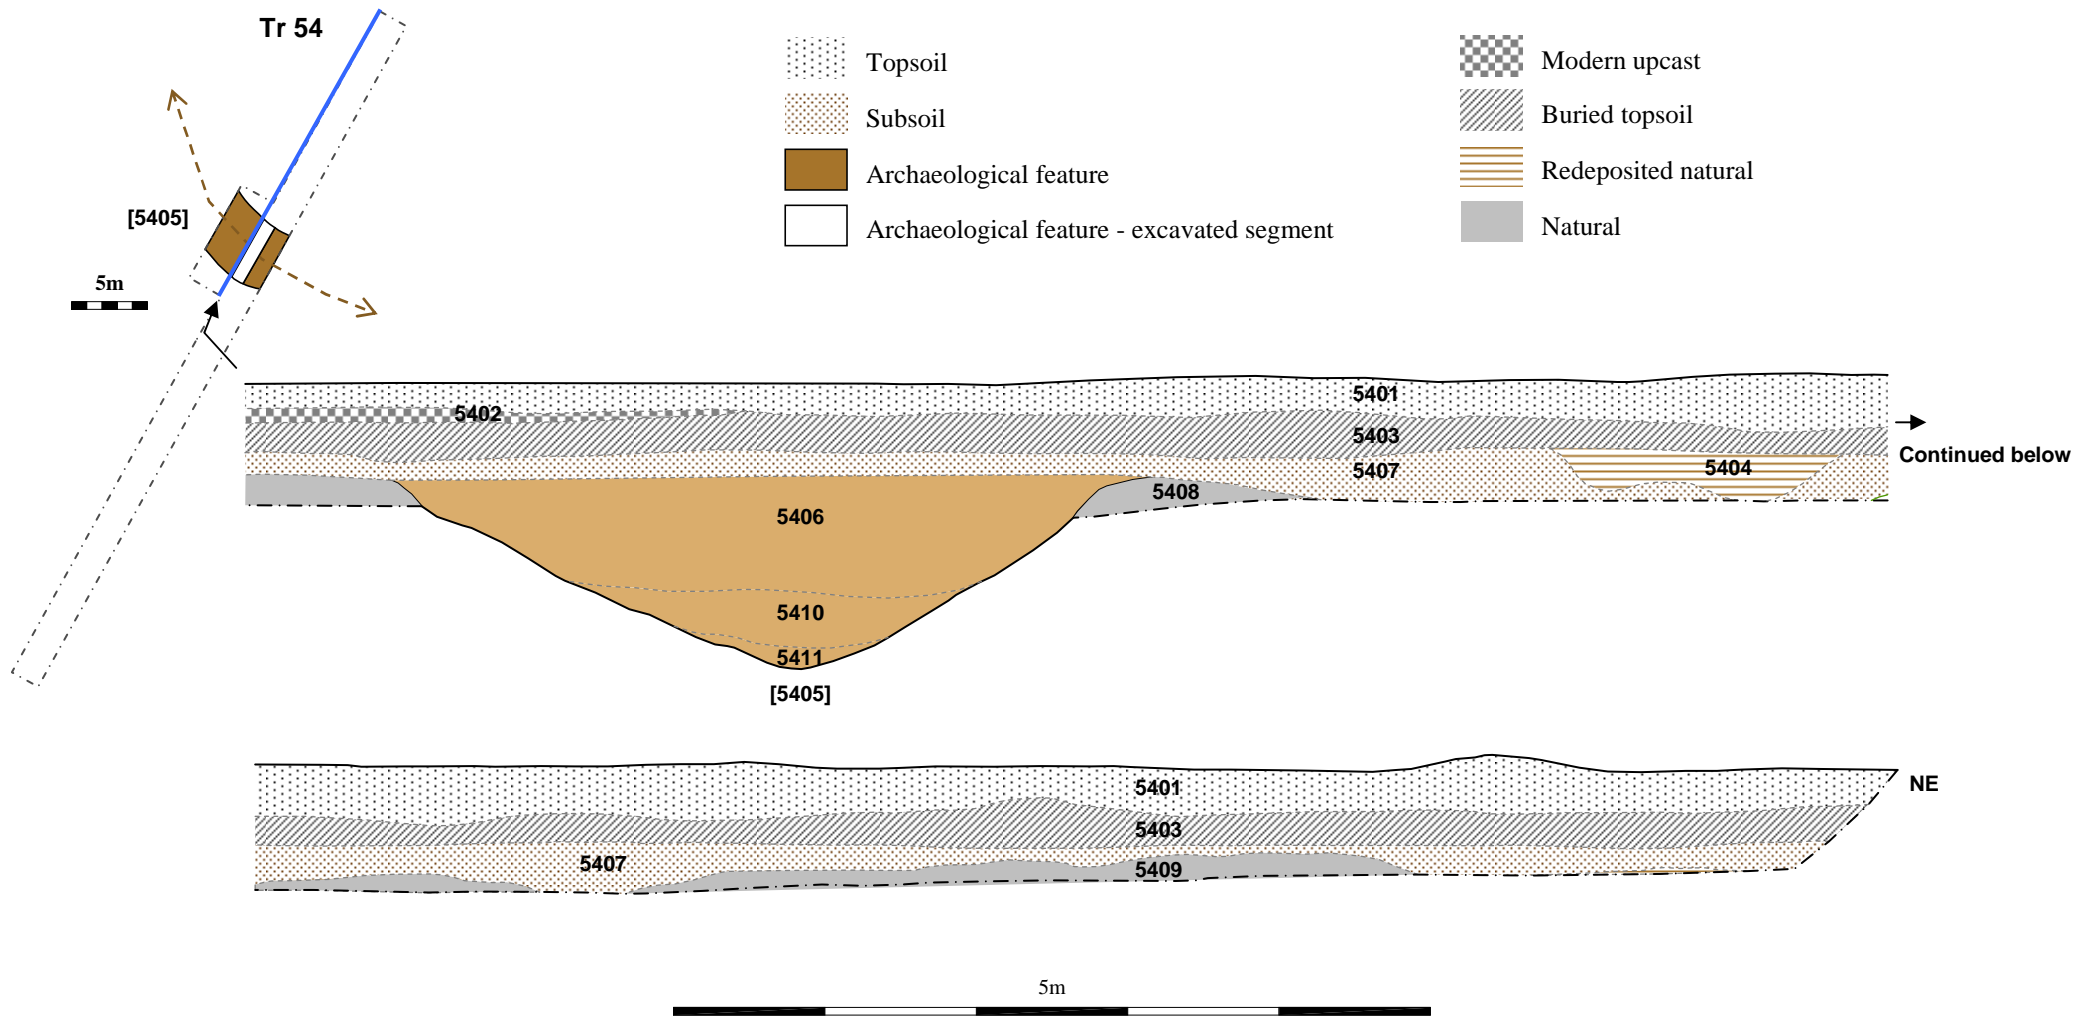 Tr 54
[5405]
5m
Topsoil
Subsoil
Archaeological feature
Archaeological feature - excavated segment
Modern upcast
Buried topsoil
Redeposited natural
Natural
5401
5402
5403
Continued below
5404
5407
5408
5406
5410
5411
[5405]
5401
NE
5403
5407
5409
5m